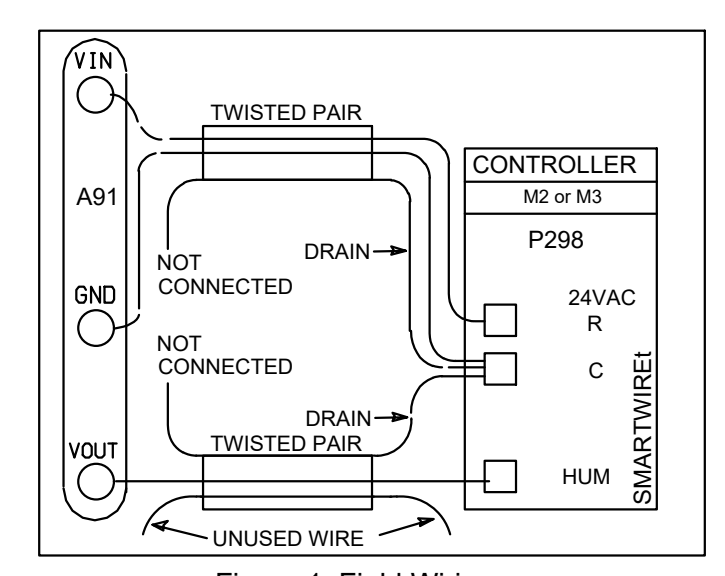 VIN
TWISTED PAIR
CONTROLLER
M2 or M3
A91
P298
NOT
CONNECTED
DRAIN
GND
24VAC
R
NOT
CONNECTED
C
SMARTWIREt
DRAIN
TWISTED PAIR
VOUT
HUM
UNUSED WIRE